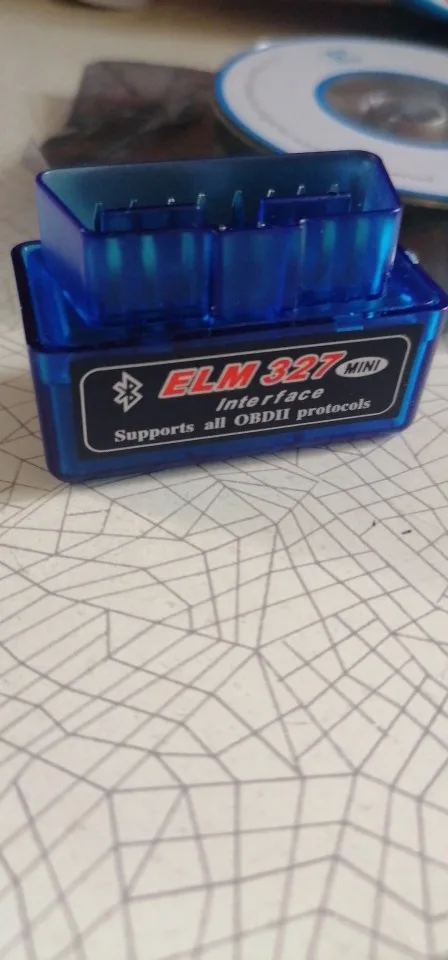 ELM 327 MINI
Interface
Supports all OBDII protocols